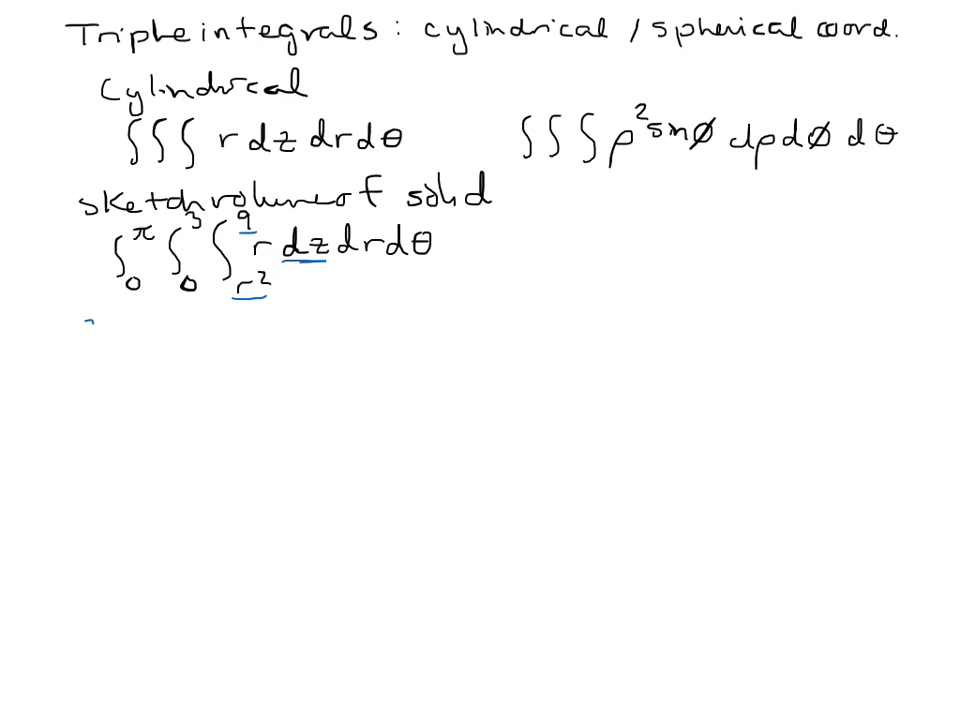 Triple integrals : cylindrical / spherical coord.
Cylindrical
∫∫∫ r dz dr dθ ∫∫∫ ρ² sin∅ dρ d∅ dθ
sketch volume of solid
∫₀^π ∫₀³ ∫_{r²}^9 r dz dr dθ